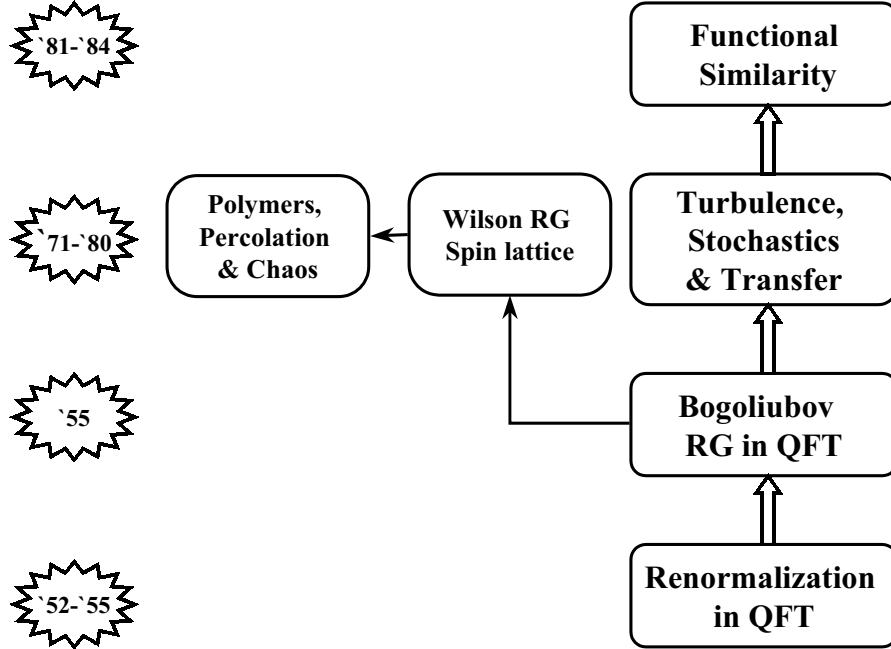 `81-`84
Functional
Similarity
`71-`80
Polymers,
Percolation
& Chaos
Wilson RG
Spin lattice
Turbulence,
Stochastics
& Transfer
`55
Bogoliubov
RG in QFT
`52-`55
Renormalization
in QFT